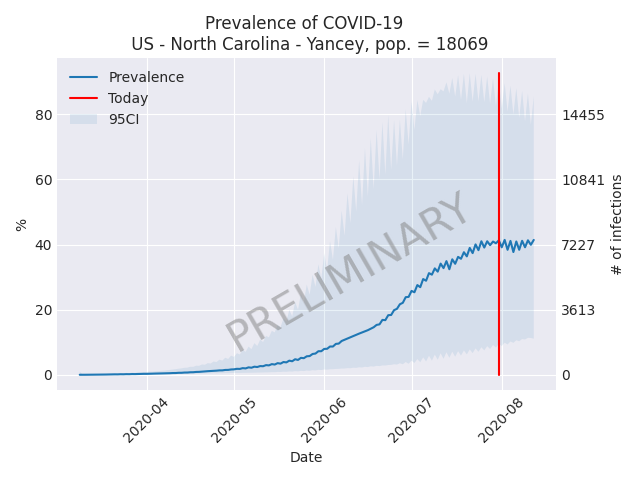 Prevalence of COVID-19
US - North Carolina - Yancey, pop. = 18069
Prevalence
Today
95CI
80
60
40
20
0
%
14455
10841
7227
3613
0
# of infections
PRELIMINARY
2020-04
2020-05
2020-06
2020-07
2020-08
Date